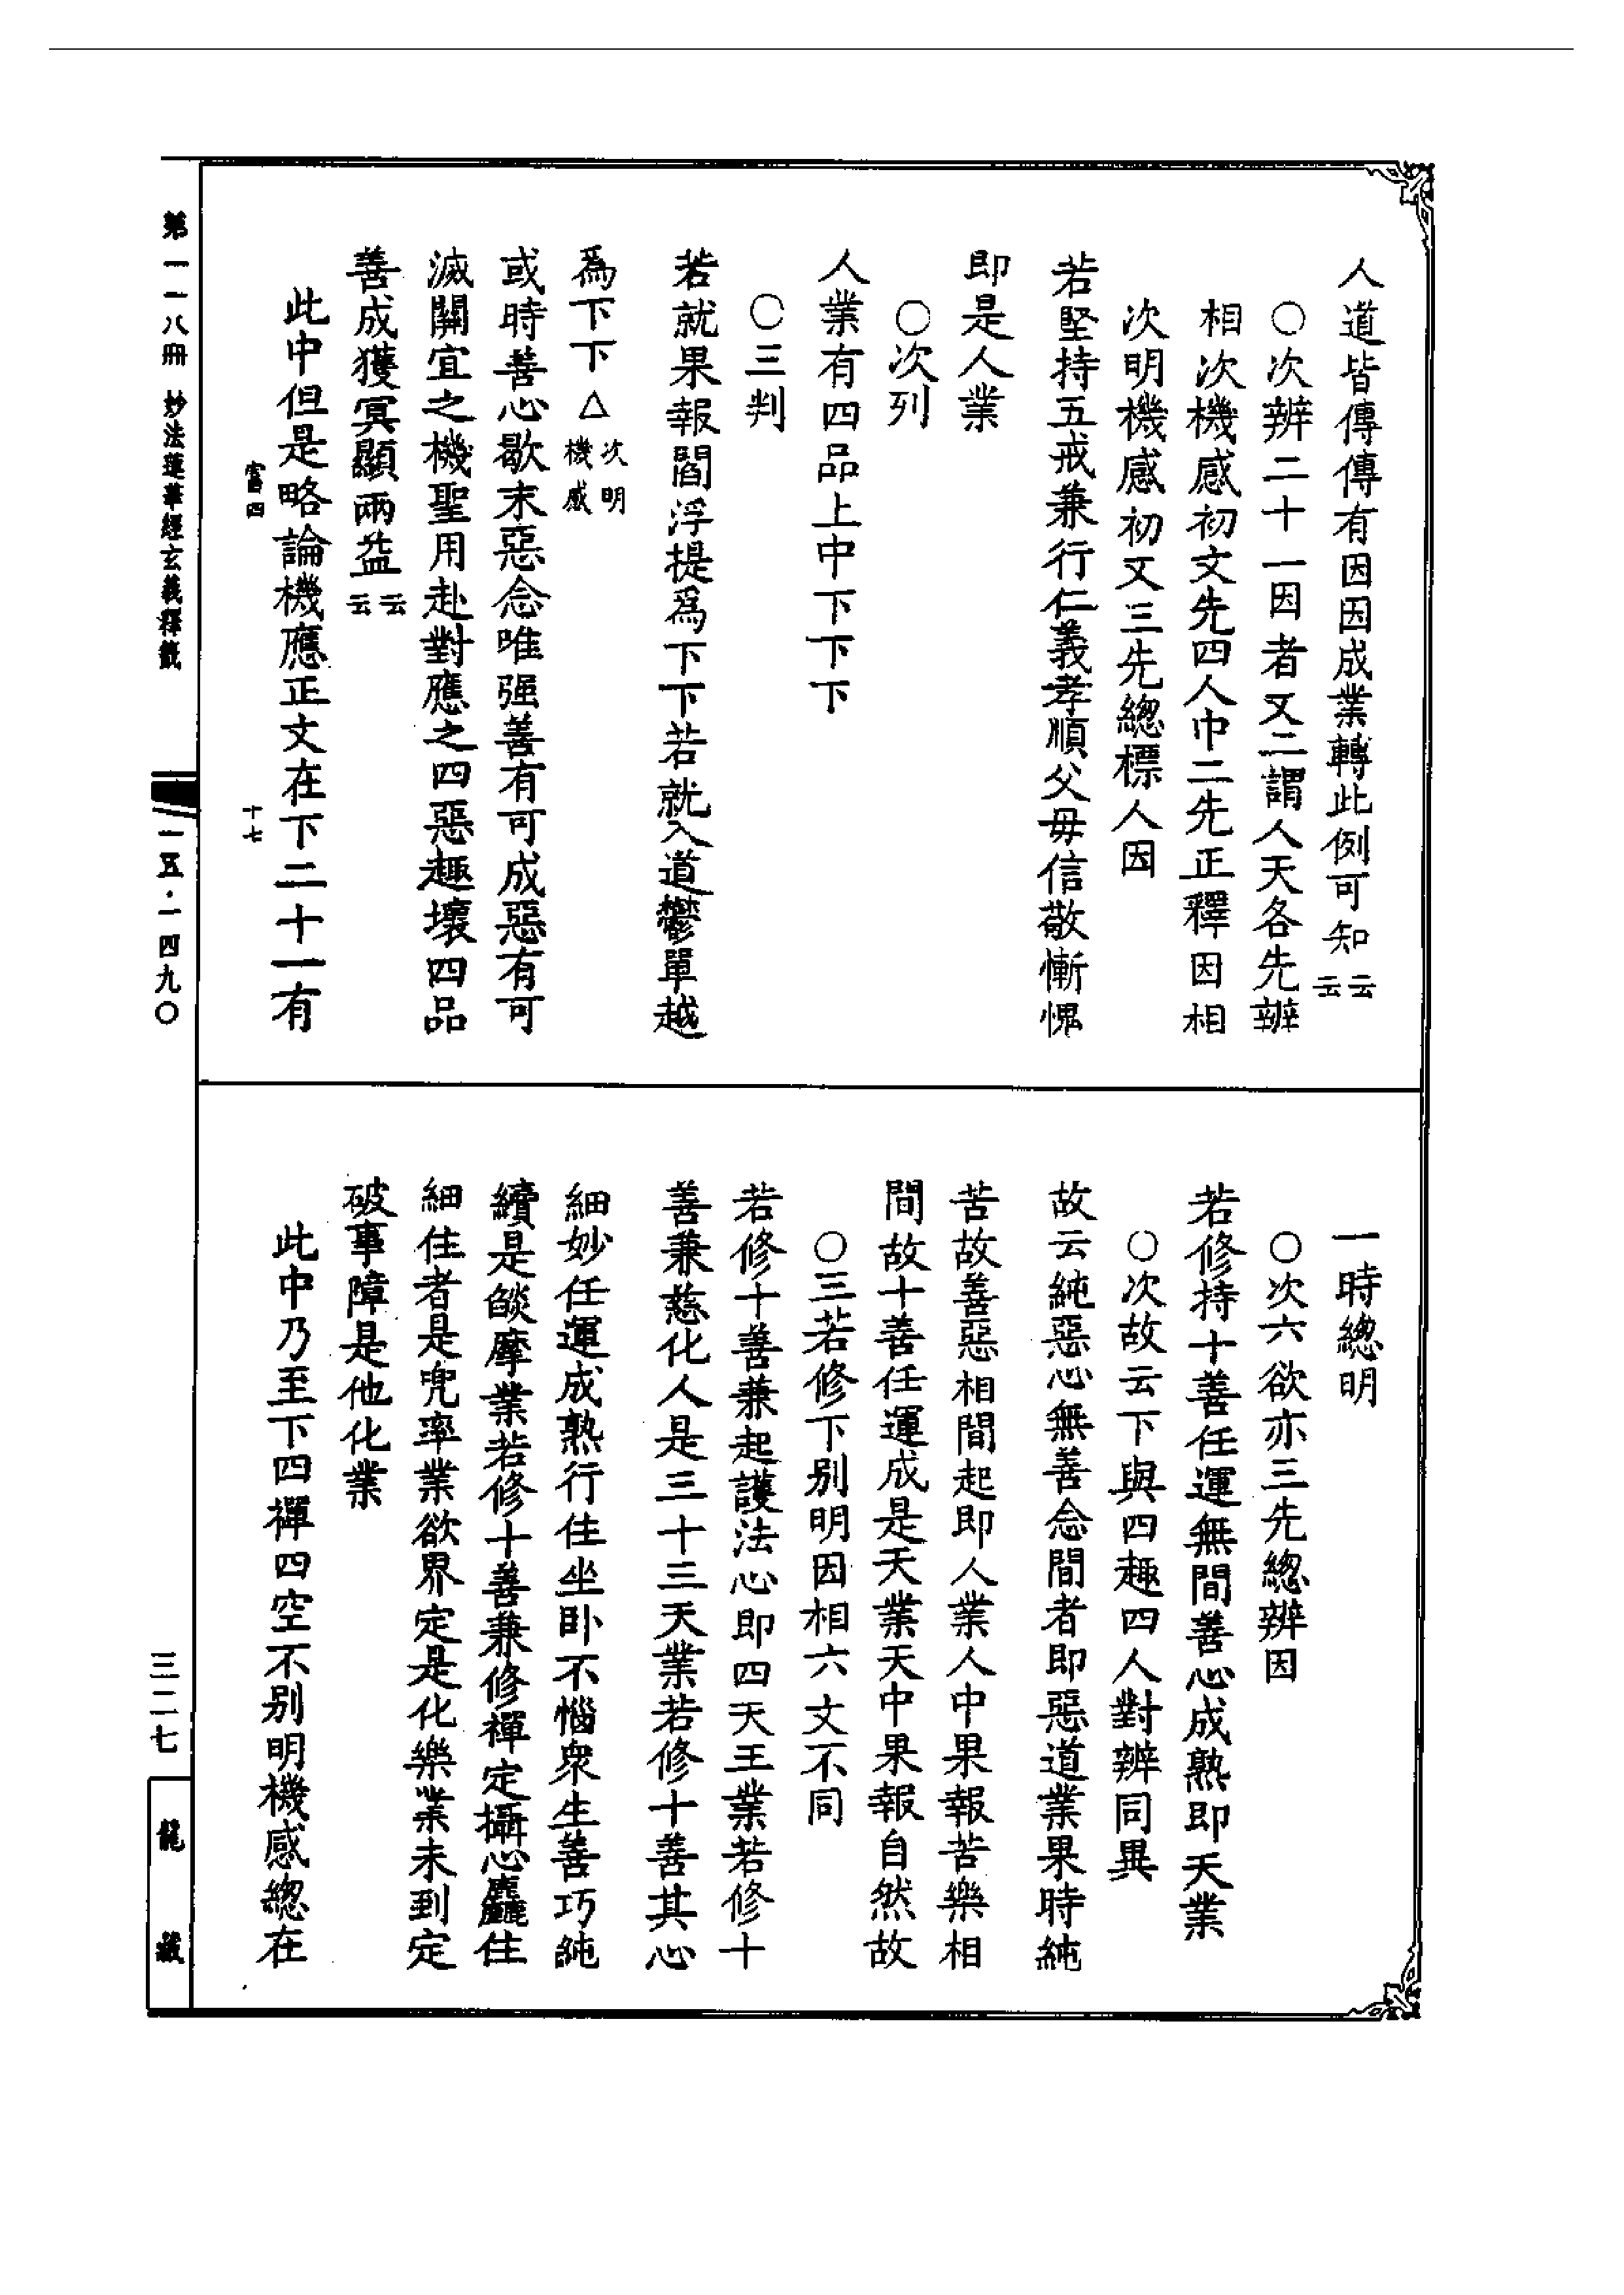 人道皆傳傳有因因成業轉此例可知云云
○次辨二十一因者又二謂人天各先辨
相次機感初文先四人中二先正釋因相
次明機感初又三先總標人因
若堅持五戒兼行仁義孝順父母信敬慚愧
即是人業
○次列
人業有四品上中下下下
○三判
若就果報閻浮提為下下若就入道鬱單越
為下下△次明機感
或時善心歇末惡念唯强善有可成惡有可
滅關宜之機聖用赴對應之四惡趣壞四品
善成獲冥顯兩益云云
此中但是略論機應正文在下二十一有
富四 十七
一時總明
○次六欲亦三先總辨因
若修持十善任運無間善心成熟即天業
○次故云下與四趣四人對辨同異
故云純惡心無善念間者即惡道業果時純
苦故善惡相間起即人業人中果報苦樂相
間故十善任運成是天業天中果報自然故
○三若修下别明因相六文不同
若修十善兼起護法心即四天王業若修十
善兼慈化人是三十三天業若修十善其心
細妙任運成熟行住坐卧不惱衆生善巧純
續是燄摩業若修十善兼修禪定攝心麤住
細住者是兜率業欲界定是化樂業未到定
破事障是他化業
此中乃至下四禪四空不别明機感總在
第一一八冊 妙法蓮華經玄義釋籤
一五·一四九〇
三二七
龍藏